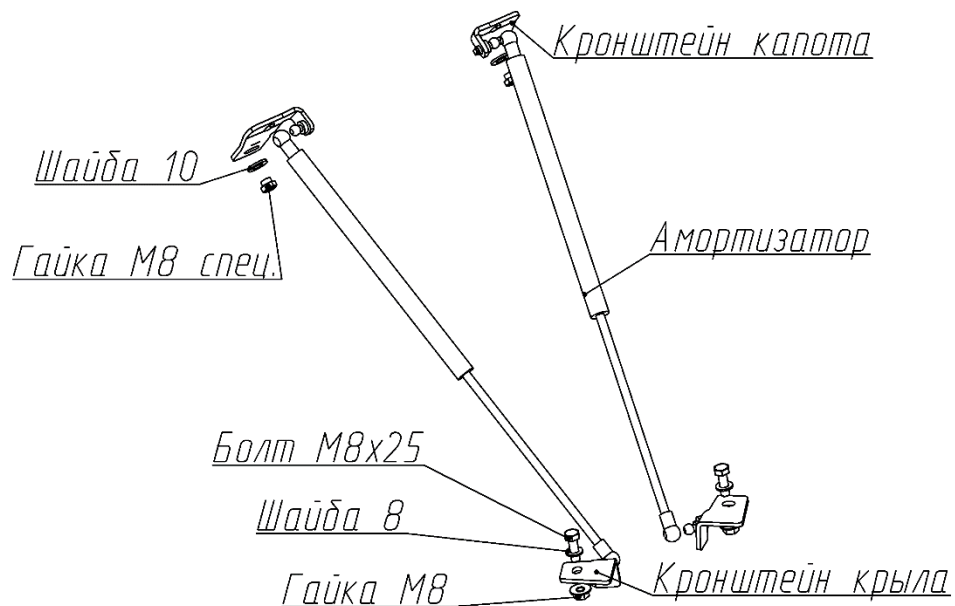 Кронштейн капота
Шайба 10
Амортизатор
Гайка М8 спец.
Болт М8х25
Шайба 8
Кронштейн крыла
Гайка М8